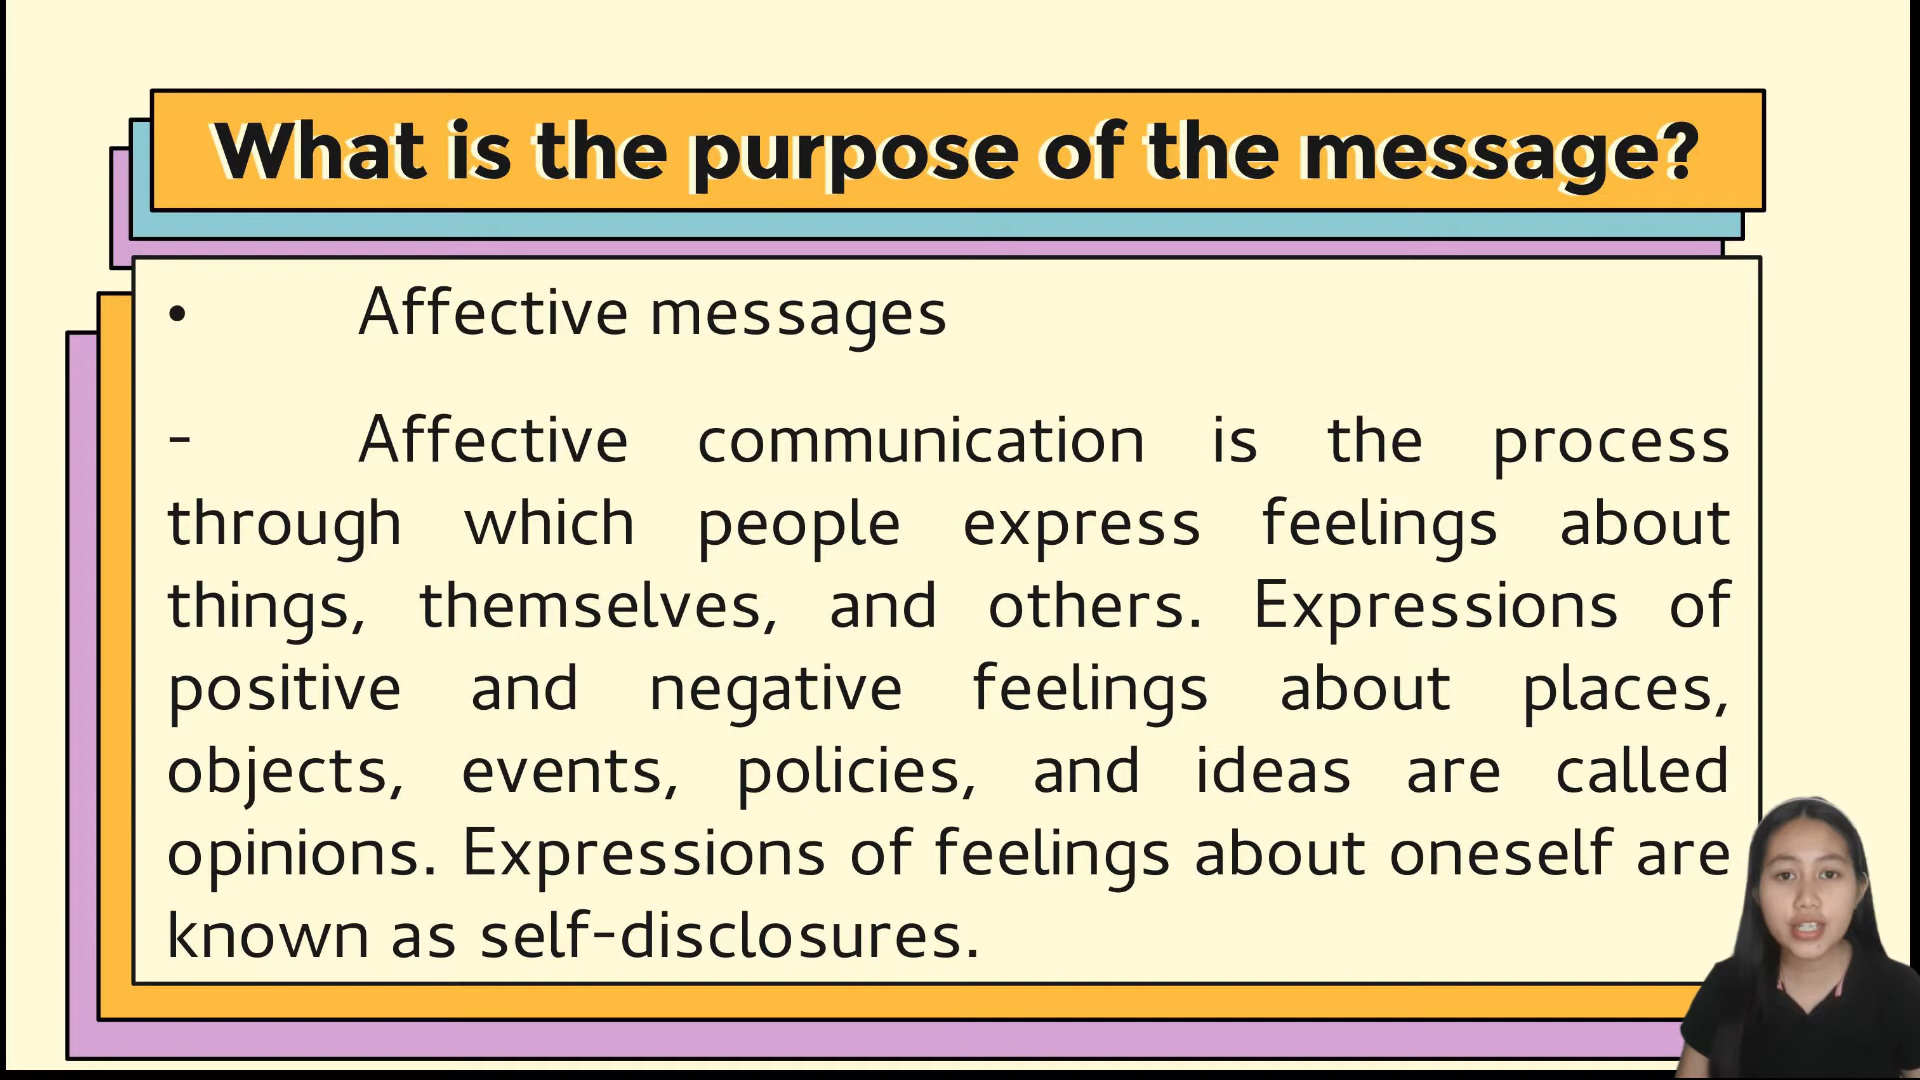 What is the purpose of the message?
• Affective messages
- Affective communication is the process
through which people express feelings about
things, themselves, and others. Expressions of
positive and negative feelings about places,
objects, events, policies, and ideas are called
opinions. Expressions of feelings about oneself are
known as self-disclosures.